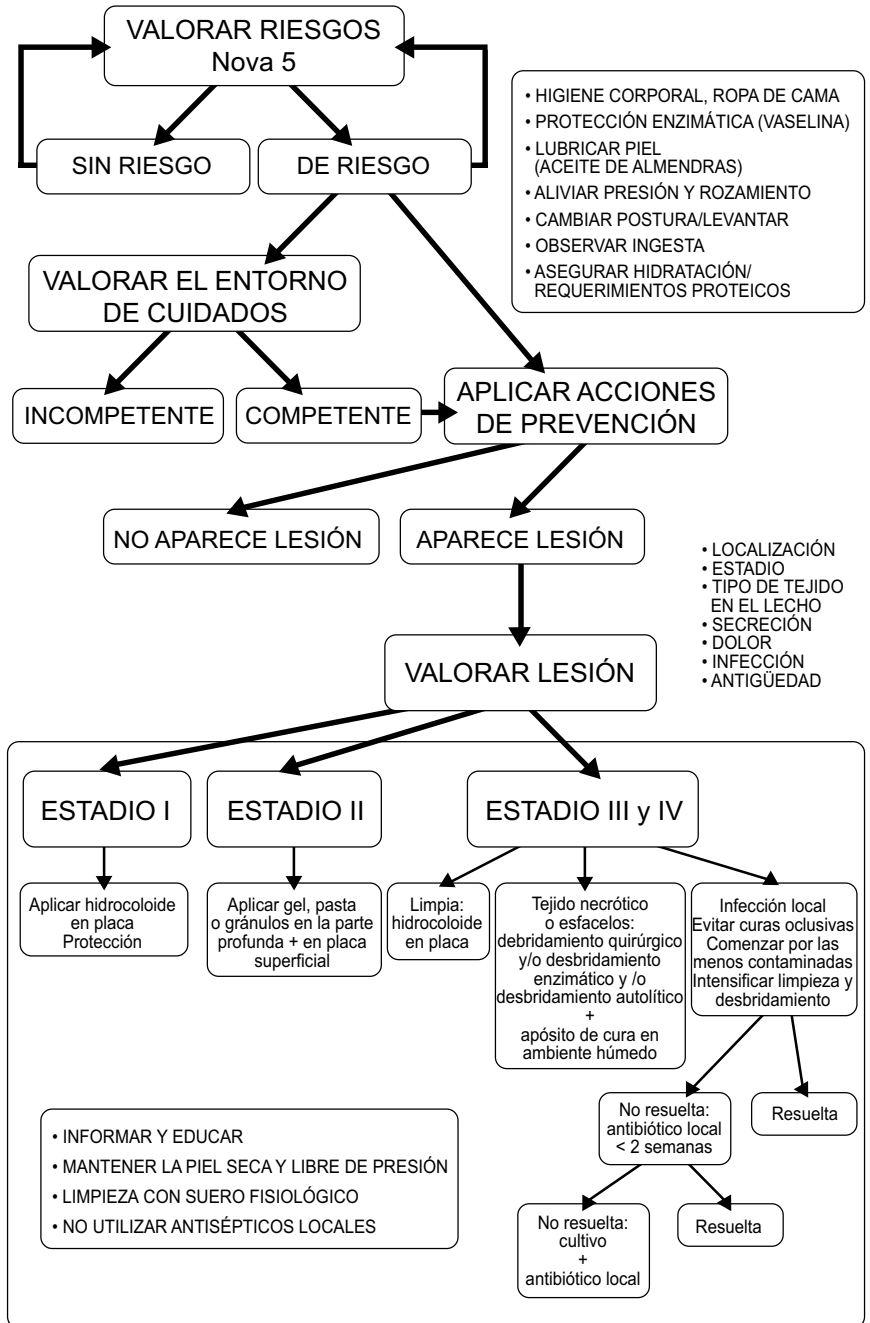 VALORAR RIESGOS
Nova 5
• HIGIENE CORPORAL, ROPA DE CAMA
• PROTECCIÓN ENZIMÁTICA (VASELINA)
• LUBRICAR PIEL
(ACEITE DE ALMENDRAS)
• ALIVIAR PRESIÓN Y ROZAMIENTO
• CAMBIAR POSTURA/LEVANTAR
• OBSERVAR INGESTA
• ASEGURAR HIDRATACIÓN/
REQUERIMIENTOS PROTEICOS
SIN RIESGO
DE RIESGO
VALORAR EL ENTORNO
DE CUIDADOS
INCOMPETENTE
COMPETENTE
APLICAR ACCIONES
DE PREVENCIÓN
NO APARECE LESIÓN
APARECE LESIÓN
• LOCALIZACIÓN
• ESTADIO
• TIPO DE TEJIDO
EN EL LECHO
• SECRECIÓN
• DOLOR
• INFECCIÓN
• ANTIGÜEDAD
VALORAR LESIÓN
ESTADIO I
ESTADIO II
ESTADIO III y IV
Aplicar hidrocoloide
en placa
Protección
Aplicar gel, pasta
o gránulos en la parte
profunda + en placa
superficial
Limpia:
hidrocoloide
en placa
Tejido necrótico
o esfacelos:
debridamiento quirúrgico
y/o desbridamiento
enzimático y /o
desbridamiento autolítico
+
apósito de cura en
ambiente húmedo
Infección local
Evitar curas oclusivas
Comenzar por las
menos contaminadas
Intensificar limpieza y
desbridamiento
No resuelta:
antibiótico local
< 2 semanas
Resuelta
No resuelta:
cultivo
+
antibiótico local
Resuelta
• INFORMAR Y EDUCAR
• MANTENER LA PIEL SECA Y LIBRE DE PRESIÓN
• LIMPIEZA CON SUERO FISIOLÓGICO
• NO UTILIZAR ANTISÉPTICOS LOCALES